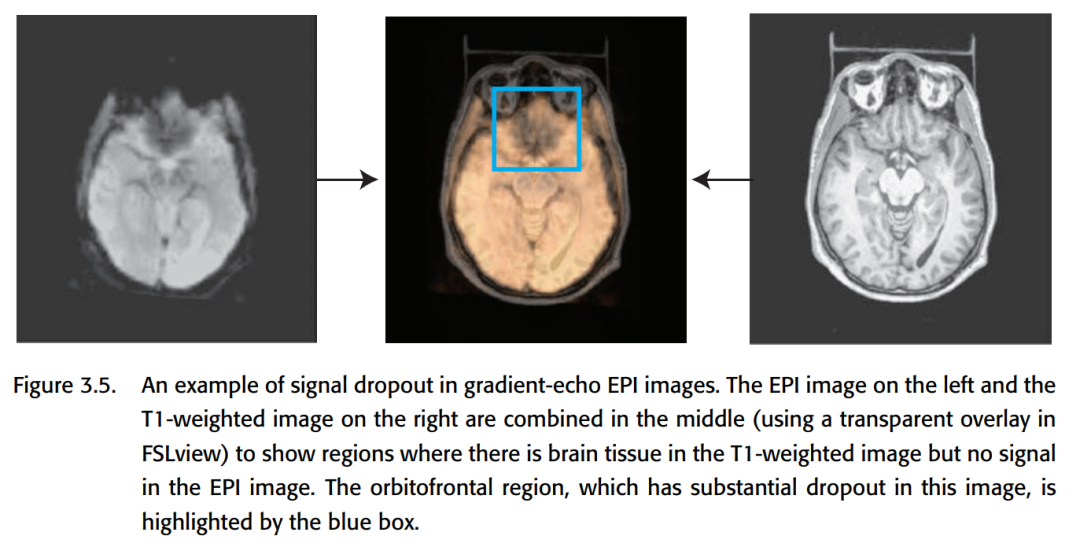 Figure 3.5. An example of signal dropout in gradient-echo EPI images. The EPI image on the left and the
T1-weighted image on the right are combined in the middle (using a transparent overlay in
FSLview) to show regions where there is brain tissue in the T1-weighted image but no signal
in the EPI image. The orbitofrontal region, which has substantial dropout in this image, is
highlighted by the blue box.